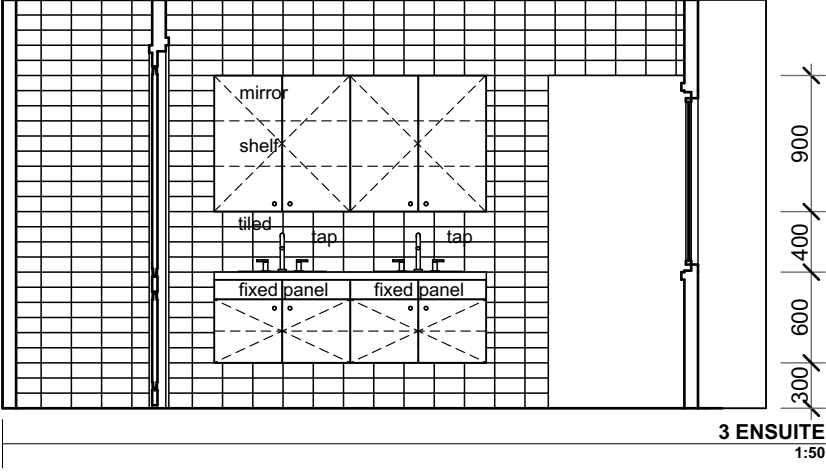 mirror
shelf
tiled
tap
tap
fixed panel
fixed panel
900
400
600
300
3 ENSUITE
1:50